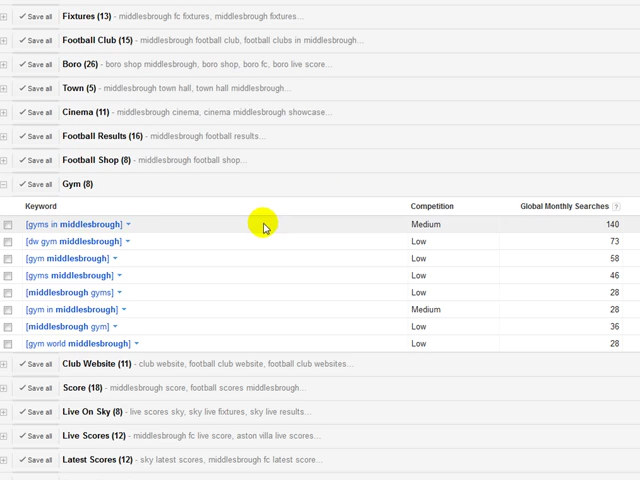 Save all Fixtures (13) - middlesbrough fc fixtures, middlesbrough fixtures...
Save all Football Club (15) - middlesbrough football club, football clubs in middlesbrough...
Save all Boro (26) - boro shop middlesbrough, boro shop, boro fc, boro live score...
Save all Town (5) - middlesbrough town hall, town hall middlesbrough...
Save all Cinema (11) - middlesbrough cinema, cinema middlesbrough showcase...
Save all Football Results (16) - middlesbrough football results...
Save all Football Shop (8) - middlesbrough football shop...
Save all Gym (8)
Keyword Competition Global Monthly Searches ?
[gyms in middlesbrough] Medium 140
[dw gym middlesbrough] Low 73
[gym middlesbrough] Low 58
[gyms middlesbrough] Low 46
[middlesbrough gyms] Low 28
[gym in middlesbrough] Medium 28
[middlesbrough gym] Low 36
[gym world middlesbrough] Low 28
Save all Club Website (11) - club website, football club website, football club websites...
Save all Score (18) - middlesbrough score, football scores middlesbrough...
Save all Live On Sky (8) - live scores sky, sky live fixtures, sky live results...
Save all Live Scores (12) - middlesbrough fc live score, aston villa live scores...
Save all Latest Scores (12) - sky latest scores, middlesbrough fc latest score...